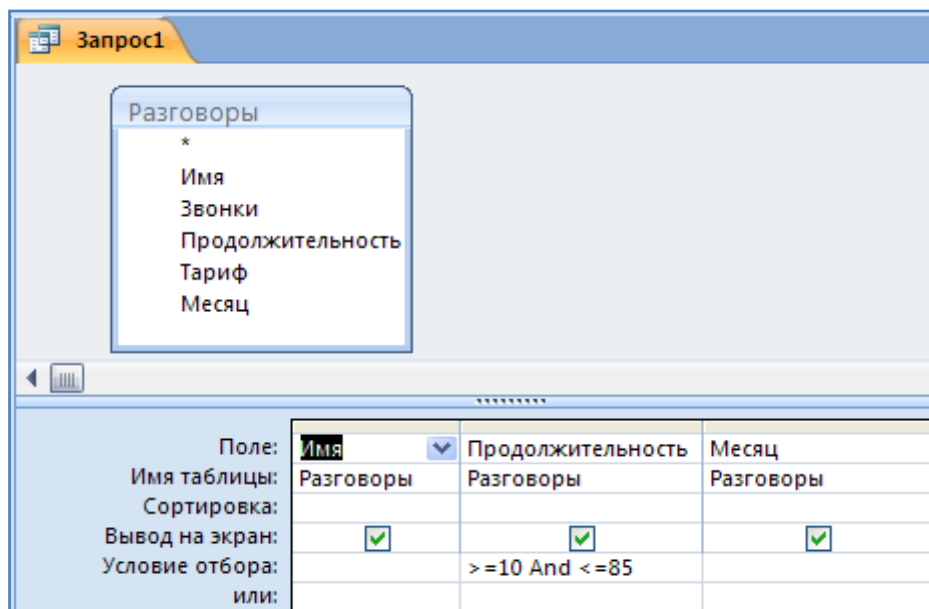 Запрос1
Разговоры
*
Имя
Звонки
Продолжительность
Тариф
Месяц
Поле: Имя Продолжительность Месяц
Имя таблицы: Разговоры Разговоры Разговоры
Сортировка:
Вывод на экран:
Условие отбора: >=10 And <=85
или: